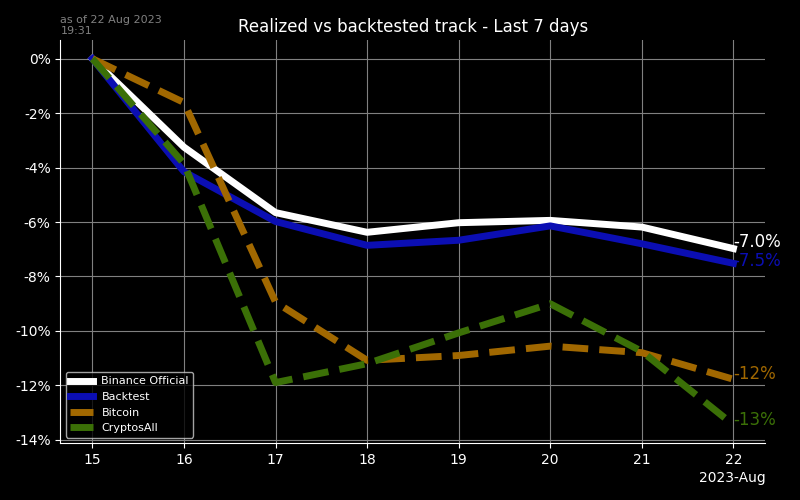 as of 22 Aug 2023
19:31
Realized vs backtested track - Last 7 days
0%
-2%
-4%
-6%
-8%
-10%
-12%
-14%
-7.0%
-7.5%
-12%
-13%
Binance Official
Backtest
Bitcoin
CryptosAll
15 16 17 18 19 20 21 22
2023-Aug